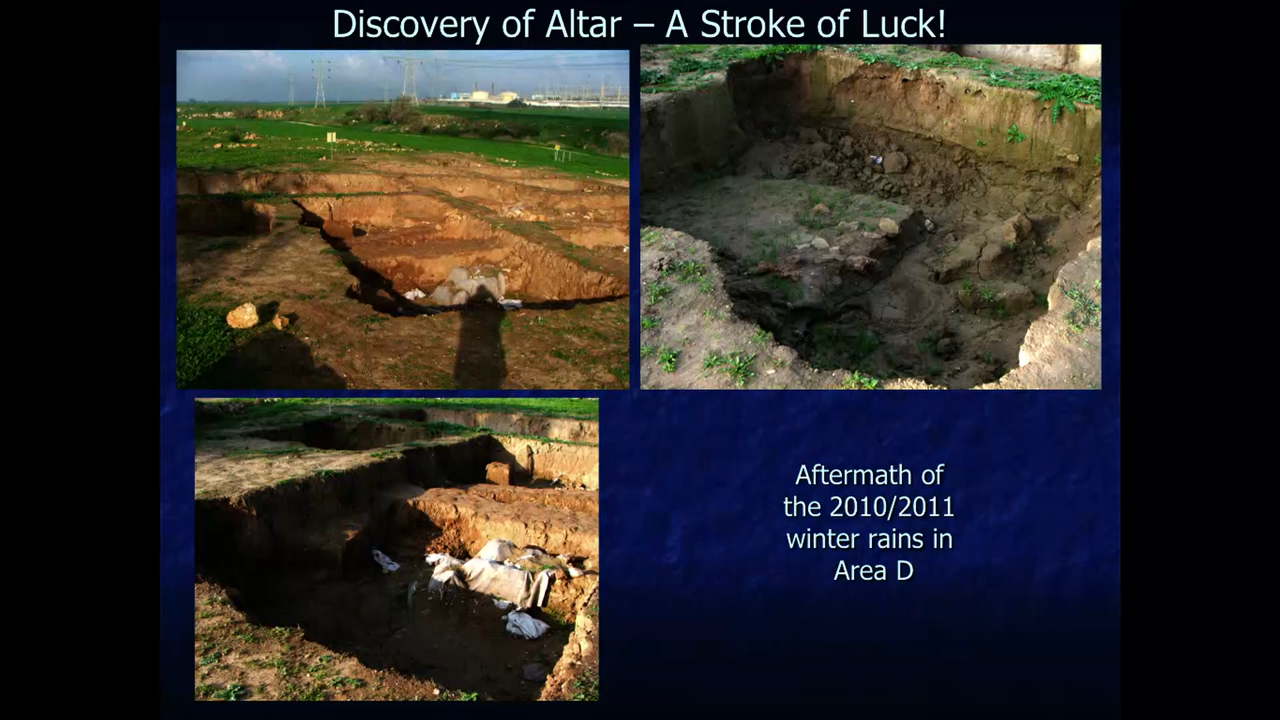 Discovery of Altar – A Stroke of Luck!
Aftermath of
the 2010/2011
winter rains in
Area D